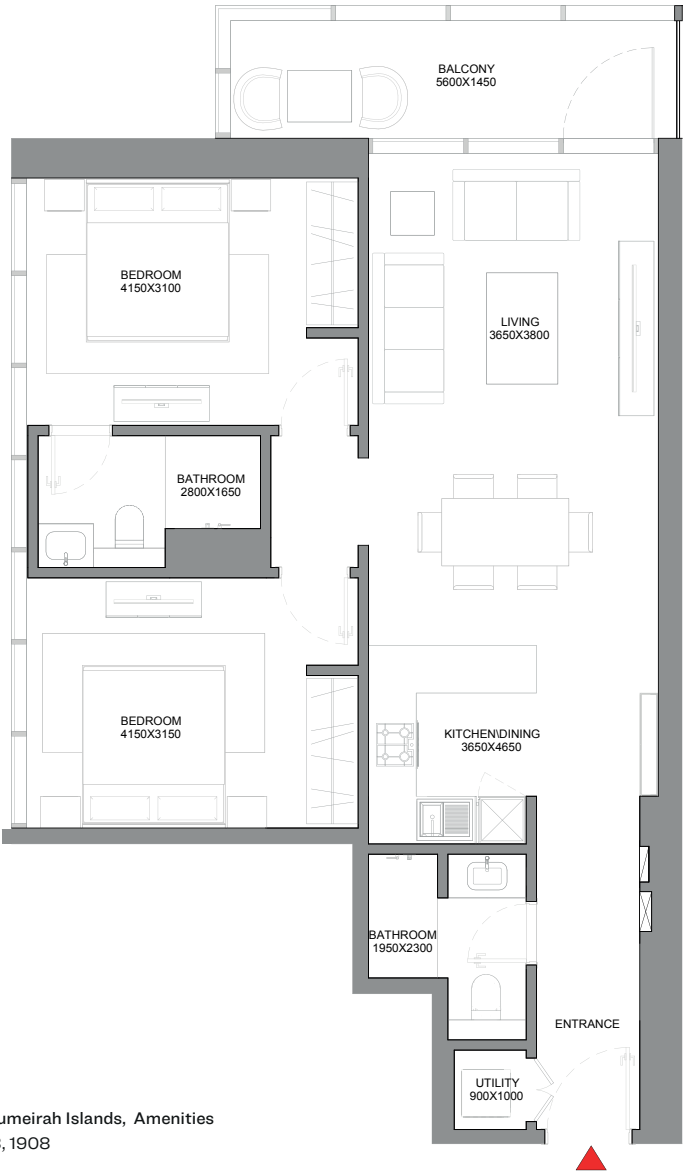 BALCONY
5600X1450
BEDROOM
4150X3100
LIVING
3650X3800
BATHROOM
2800X1650
BEDROOM
4150X3150
KITCHEN\DINING
3650X4650
BATHROOM
1950X2300
ENTRANCE
UTILITY
900X1000
Islands, Amenities
1908